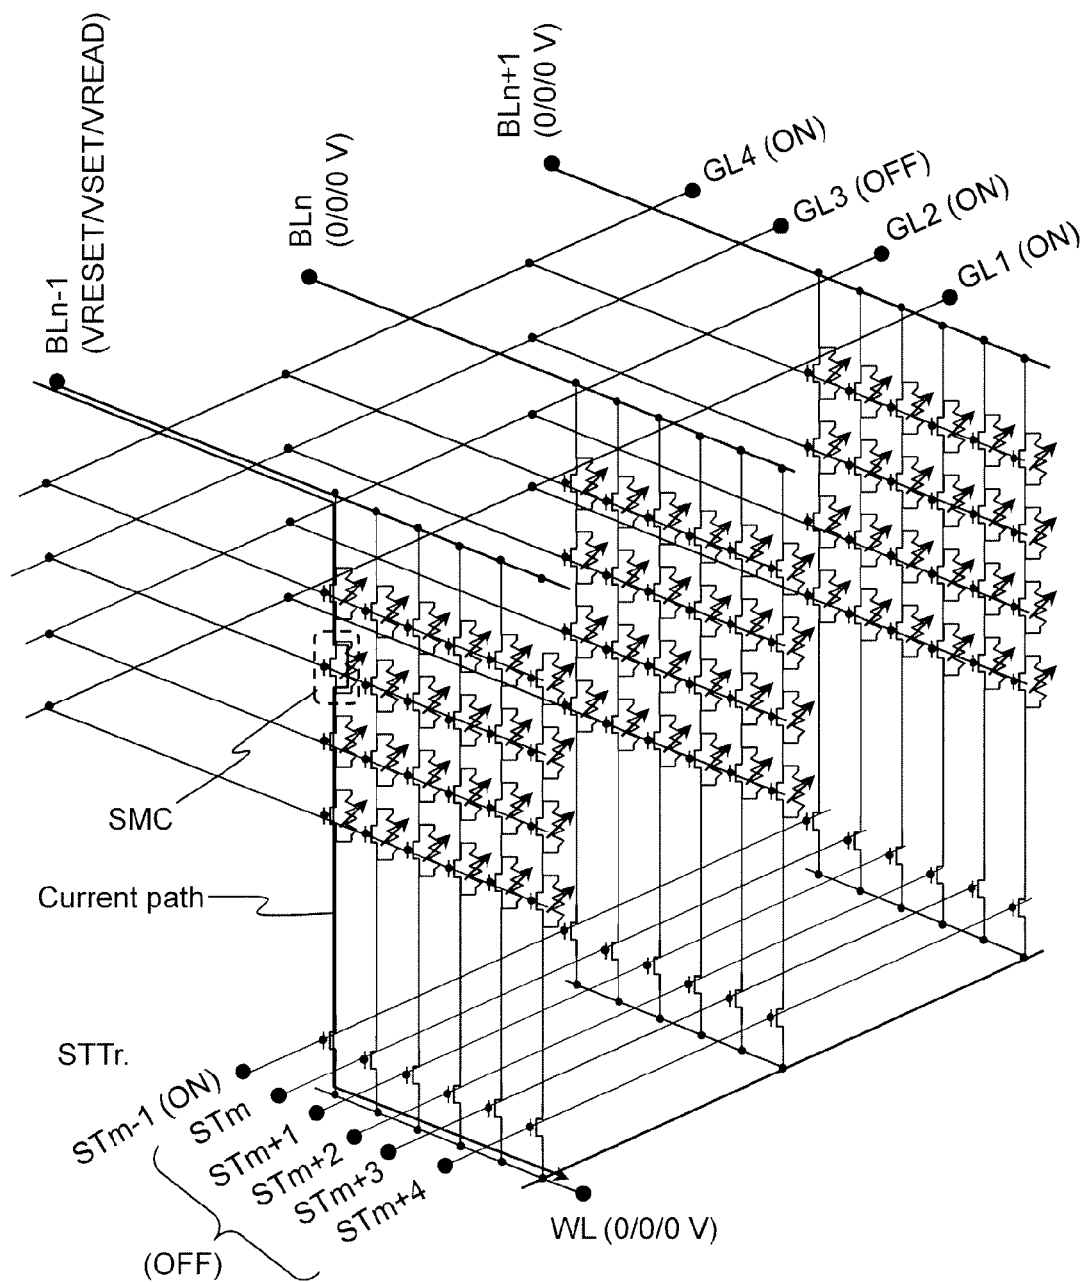 BLn-1
(VRESET/VSET/VREAD)
BLn
(0/0/0 V)
BLn+1
(0/0/0 V)
GL4 (ON)
GL3 (OFF)
GL2 (ON)
GL1 (ON)
SMC
Current path
STTr.
STm-1 (ON)
STm
STm+1
STm+2
STm+3
STm+4
(OFF)
WL (0/0/0 V)